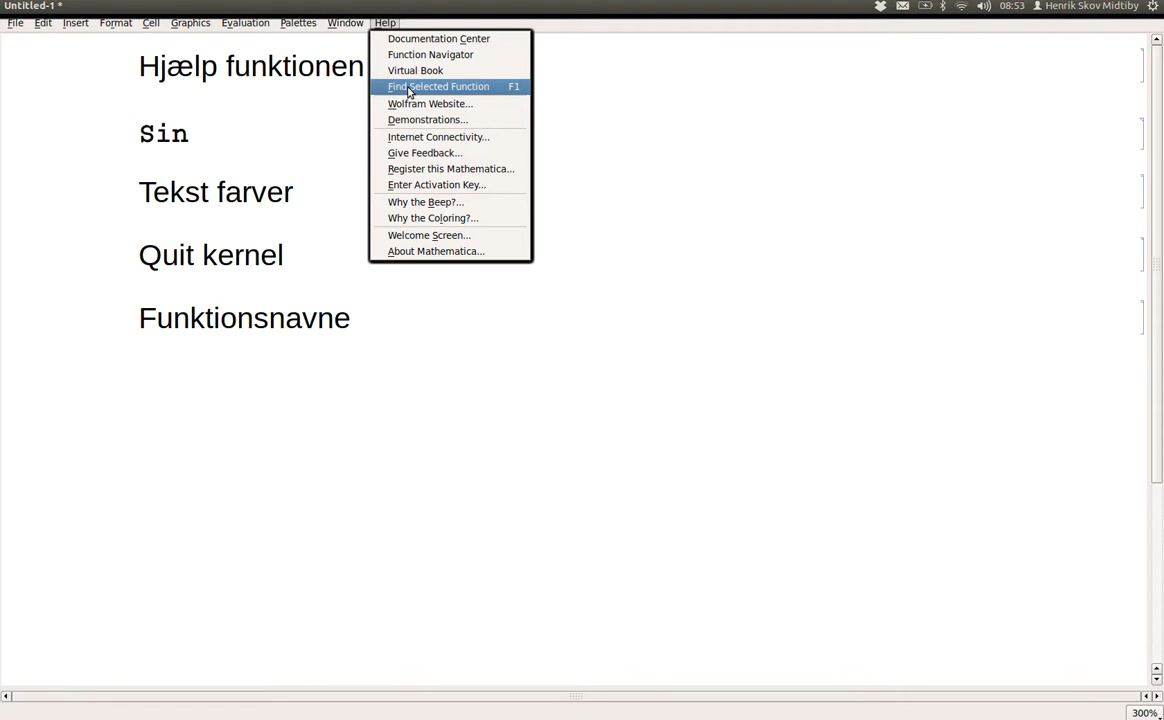 Untitled-1 *
08:53 Henrik Skov Midtiby
File Edit Insert Format Cell Graphics Evaluation Palettes Window Help
Documentation Center
Function Navigator
Virtual Book
Find Selected Function F1
Wolfram Website...
Demonstrations...
Internet Connectivity...
Give Feedback...
Register this Mathematica...
Enter Activation Key...
Why the Beep?...
Why the Coloring?...
Welcome Screen...
About Mathematica...
Hjælp funktionen
Sin
Tekst farver
Quit kernel
Funktionsnavne
300%